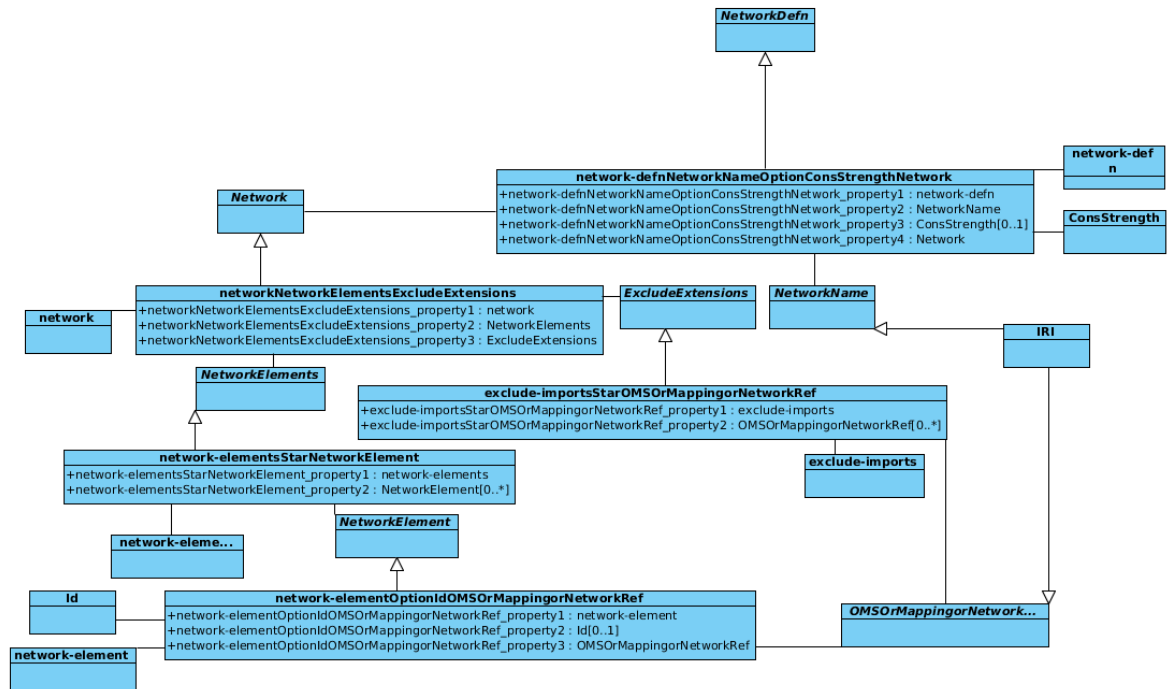 NetworkDefn
network-def
n
network-defnNetworkNameOptionConsStrengthNetwork
+network-defnNetworkNameOptionConsStrengthNetwork_property1 : network-defn
+network-defnNetworkNameOptionConsStrengthNetwork_property2 : NetworkName
+network-defnNetworkNameOptionConsStrengthNetwork_property3 : ConsStrength[0..1]
+network-defnNetworkNameOptionConsStrengthNetwork_property4 : Network
Network
ConsStrength
networkNetworkElementsExcludeExtensions
+networkNetworkElementsExcludeExtensions_property1 : network
+networkNetworkElementsExcludeExtensions_property2 : NetworkElements
+networkNetworkElementsExcludeExtensions_property3 : ExcludeExtensions
ExcludeExtensions
NetworkName
network
IRI
NetworkElements
exclude-importsStarOMSOrMappingorNetworkRef
+exclude-importsStarOMSOrMappingorNetworkRef_property1 : exclude-imports
+exclude-importsStarOMSOrMappingorNetworkRef_property2 : OMSOrMappingorNetworkRef[0..*]
network-elementsStarNetworkElement
+network-elementsStarNetworkElement_property1 : network-elements
+network-elementsStarNetworkElement_property2 : NetworkElement[0..*]
exclude-imports
NetworkElement
network-eleme...
Id
network-elementOptionIdOMSOrMappingorNetworkRef
+network-elementOptionIdOMSOrMappingorNetworkRef_property1 : network-element
+network-elementOptionIdOMSOrMappingorNetworkRef_property2 : Id[0..1]
+network-elementOptionIdOMSOrMappingorNetworkRef_property3 : OMSOrMappingorNetworkRef
OMSOrMappingorNetwork...
network-element